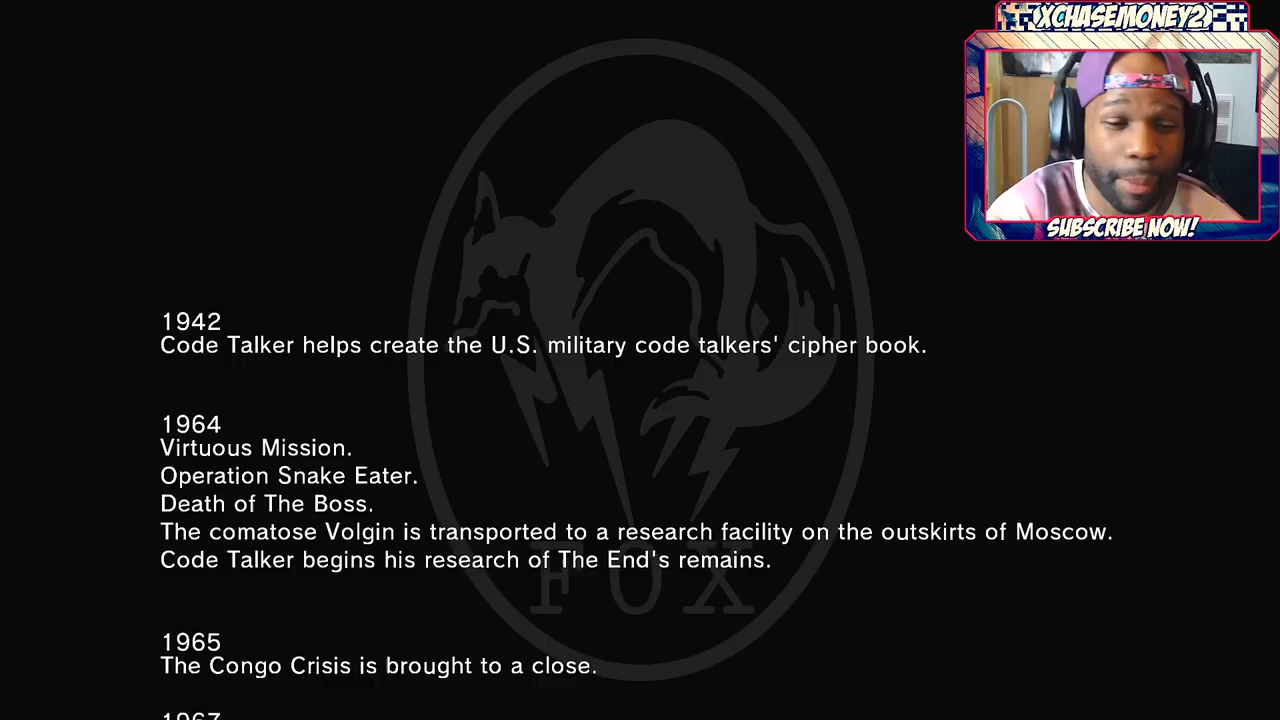 XCHASEMONEY2
SUBSCRIBE NOW!
1942
Code Talker helps create the U.S. military code talkers' cipher book.
1964
Virtuous Mission.
Operation Snake Eater.
Death of The Boss.
The comatose Volgin is transported to a research facility on the outskirts of Moscow.
Code Talker begins his research of The End's remains.
FOX
1965
The Congo Crisis is brought to a close.
1967